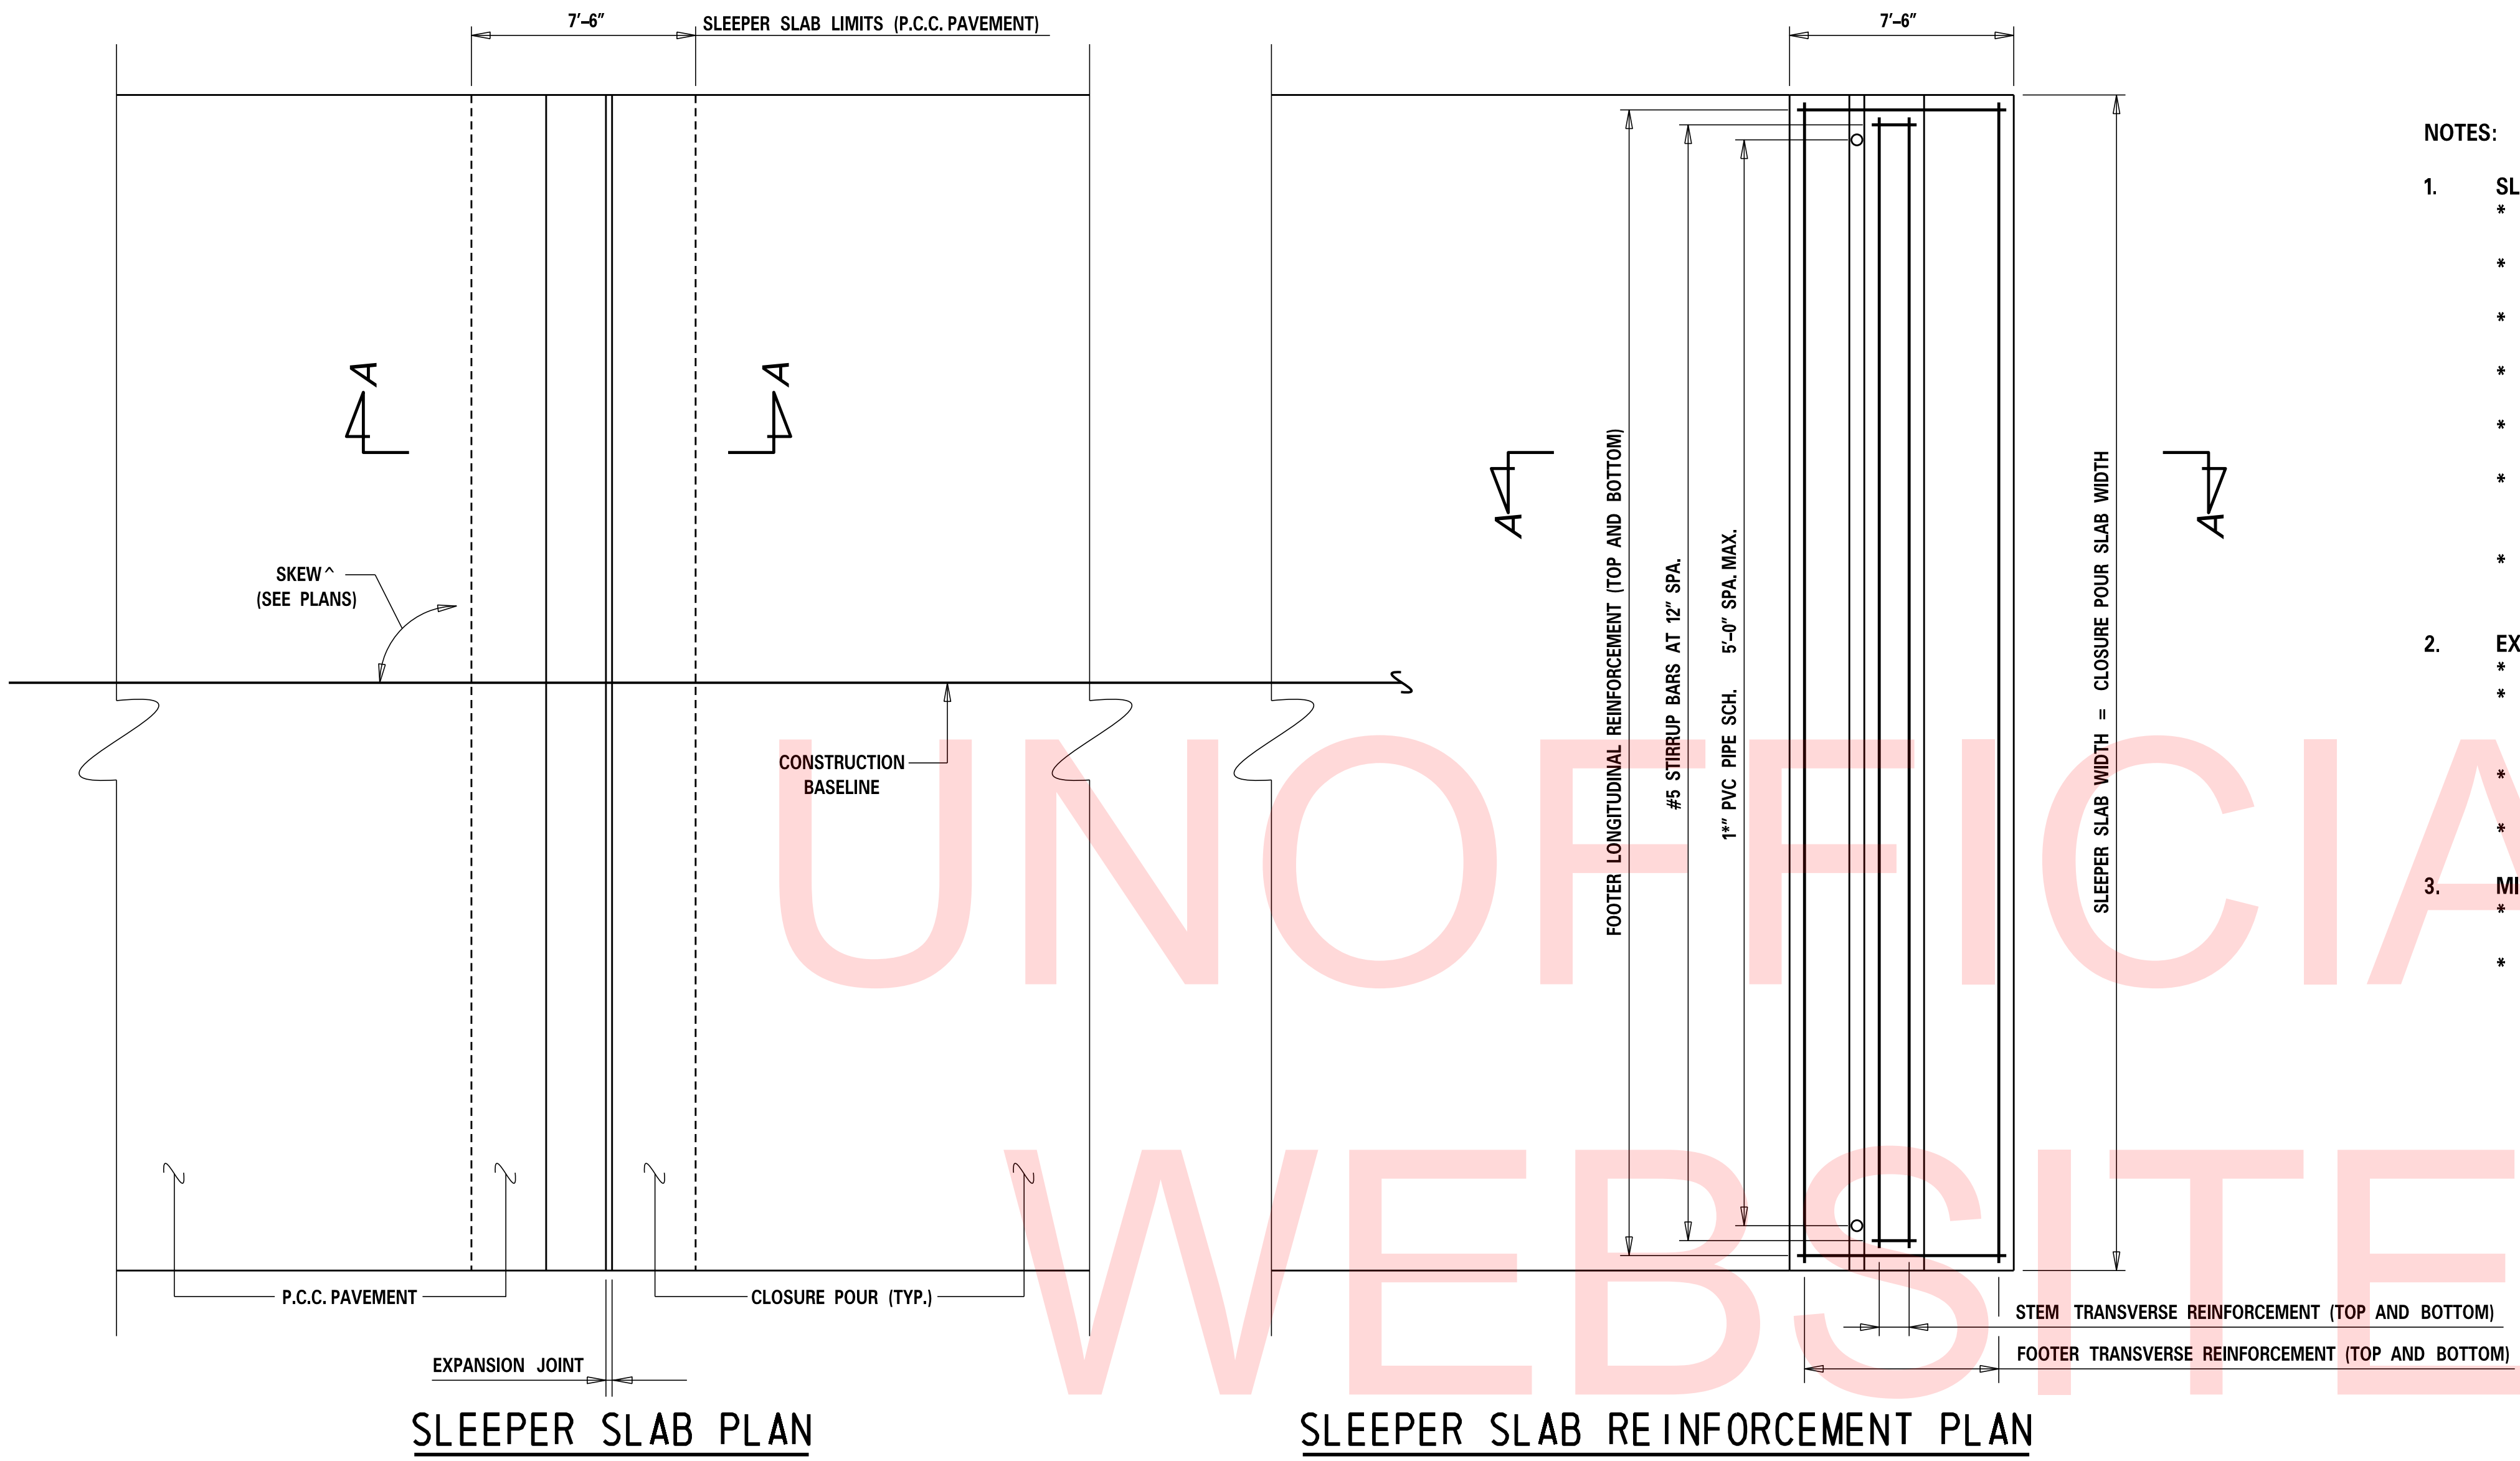 7'–6"
SLEEPER SLAB LIMITS (P.C.C. PAVEMENT)
A
A
SKEW ^
(SEE PLANS)
CONSTRUCTION
BASELINE
P.C.C. PAVEMENT
CLOSURE POUR (TYP.)
EXPANSION JOINT
SLEEPER SLAB PLAN
7'–6"
A
A
FOOTER LONGITUDINAL REINFORCEMENT (TOP AND BOTTOM)
#5 STIRRUP BARS AT 12" SPA.
1*" PVC PIPE SCH. 5'–0" SPA. MAX.
SLEEPER SLAB WIDTH = CLOSURE POUR SLAB WIDTH
STEM TRANSVERSE REINFORCEMENT (TOP AND BOTTOM)
FOOTER TRANSVERSE REINFORCEMENT (TOP AND BOTTOM)
SLEEPER SLAB REINFORCEMENT PLAN
NOTES:
1. SL
*
*
*
*
*
*
*
2. EX
*
*
*
*
3. MI
*
*
UNOFFICIA
WEBSITE